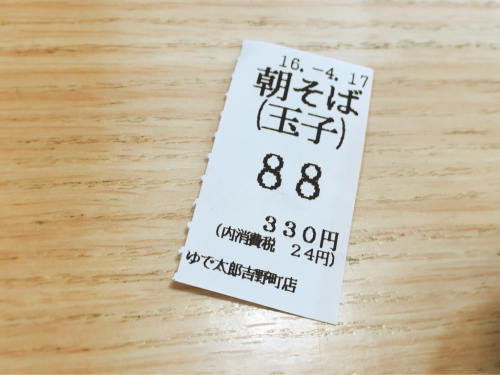 16.-4.17
朝そば
(玉子)
88
330円
(内消費税 24円)
ゆで太郎吉野町店